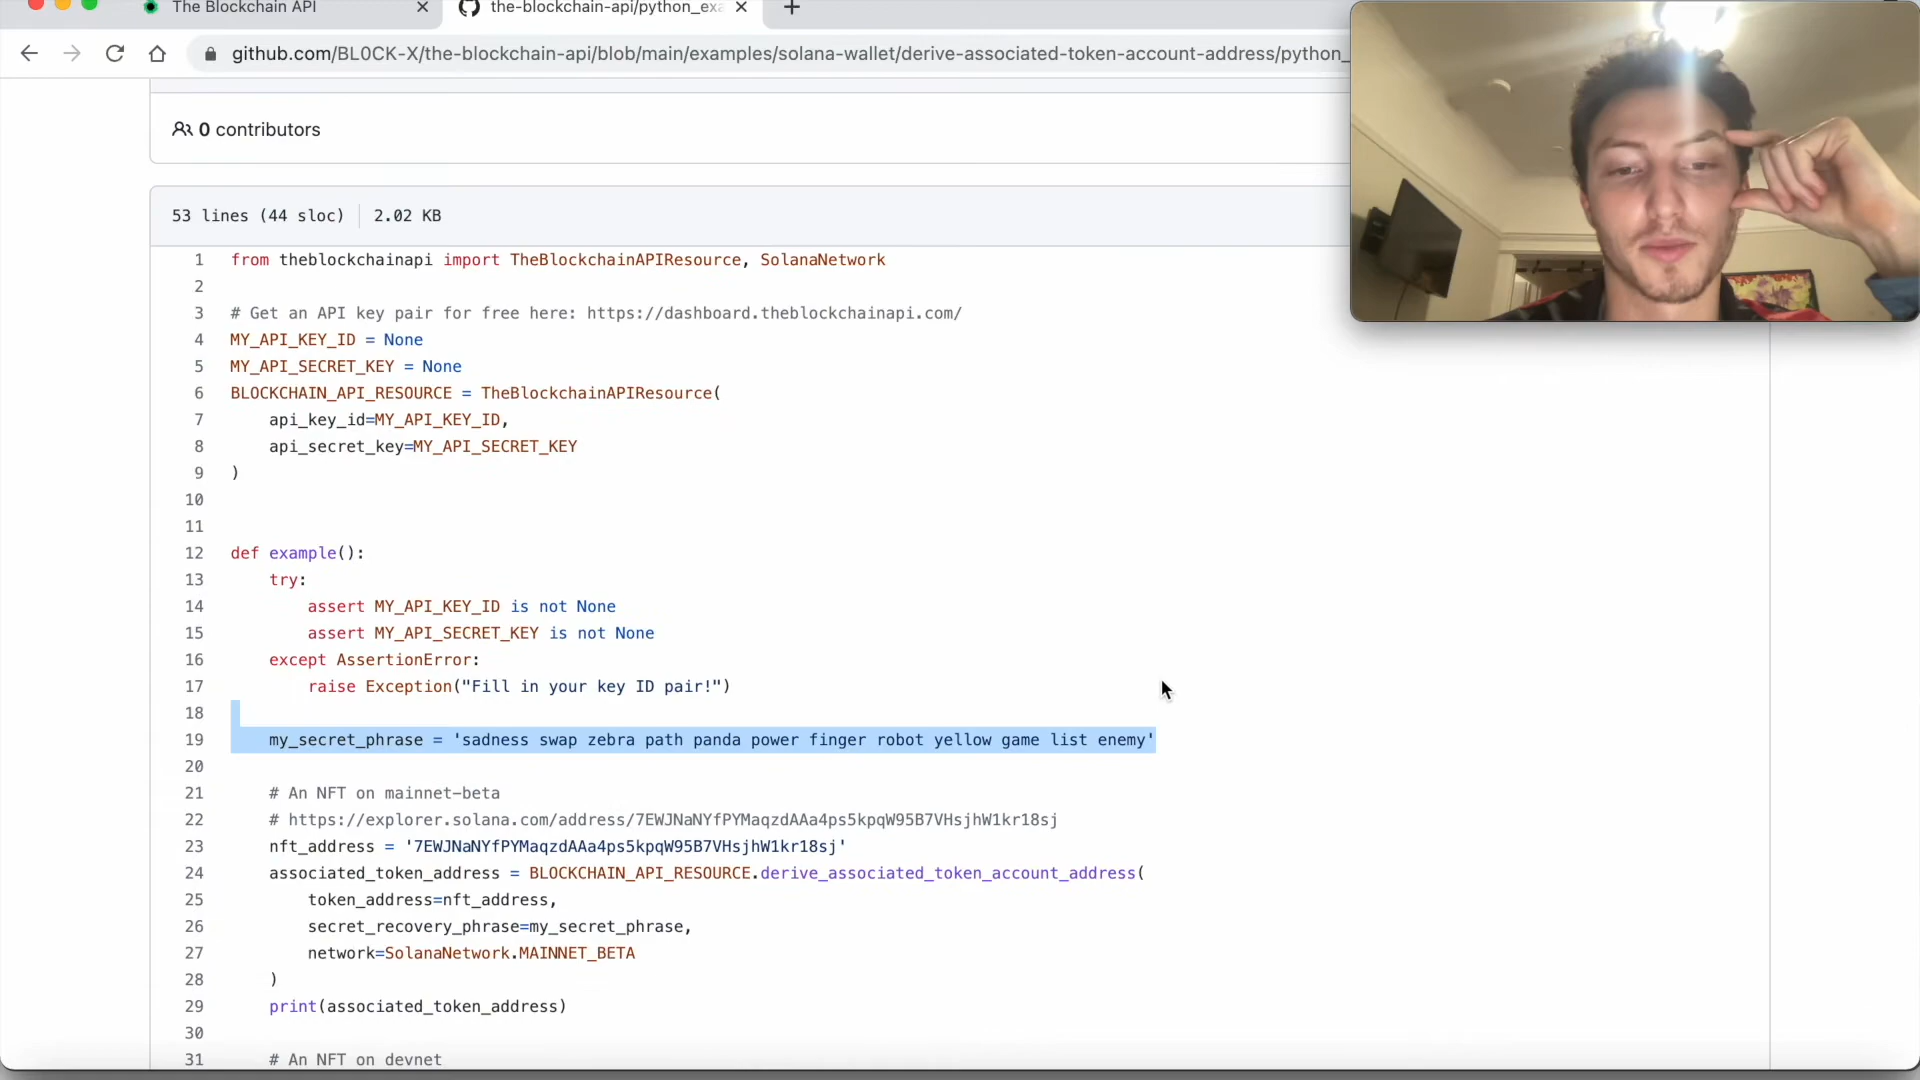 The Blockchain API
the-blockchain-api/python_exa
github.com/BL0CK-X/the-blockchain-api/blob/main/examples/solana-wallet/derive-associated-token-account-address/python_
0 contributors
53 lines (44 sloc) 2.02 KB
1 from theblockchainapi import TheBlockchainAPIResource, SolanaNetwork
2
3 # Get an API key pair for free here: https://dashboard.theblockchainapi.com/
4 MY_API_KEY_ID = None
5 MY_API_SECRET_KEY = None
6 BLOCKCHAIN_API_RESOURCE = TheBlockchainAPIResource(
7 api_key_id=MY_API_KEY_ID,
8 api_secret_key=MY_API_SECRET_KEY
9 )
10
11
12 def example():
13 try:
14 assert MY_API_KEY_ID is not None
15 assert MY_API_SECRET_KEY is not None
16 except AssertionError:
17 raise Exception("Fill in your key ID pair!")
18
19 my_secret_phrase = 'sadness swap zebra path panda power finger robot yellow game list enemy'
20
21 # An NFT on mainnet-beta
22 # https://explorer.solana.com/address/7EWJNaNYfPYMaqzdAAa4ps5kpqW95B7VHsjhW1kr18sj
23 nft_address = '7EWJNaNYfPYMaqzdAAa4ps5kpqW95B7VHsjhW1kr18sj'
24 associated_token_address = BLOCKCHAIN_API_RESOURCE.derive_associated_token_account_address(
25 token_address=nft_address,
26 secret_recovery_phrase=my_secret_phrase,
27 network=SolanaNetwork.MAINNET_BETA
28 )
29 print(associated_token_address)
30
31 # An NFT on devnet